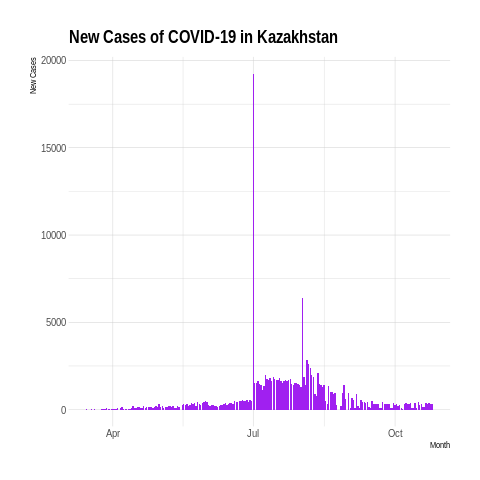 New Cases of COVID-19 in Kazakhstan
New Cases
20000
15000
10000
5000
0
Apr
Jul
Oct
Month